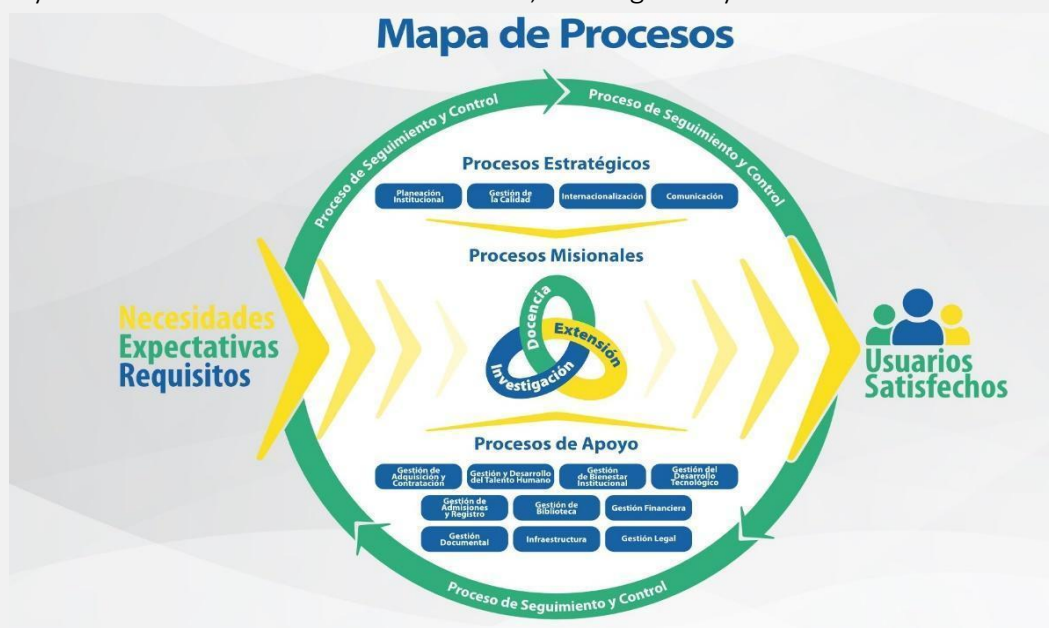 Mapa de Procesos
Proceso de Seguimiento y Control
Proceso de Seguimiento y Control
Procesos Estratégicos
Planeación
Institucional
Gestión de
la Calidad
Internacionalización
Comunicación
Procesos Misionales
Necesidades
Expectativas
Requisitos
Docencia
Extensión
Investigación
Usuarios
Satisfechos
Procesos de Apoyo
Gestión de
Adquisición y
Contratación
Gestión y Desarrollo
del Talento Humano
Gestión
de Bienestar
Institucional
Gestión del
Desarrollo
Tecnológico
Gestión de
Admisiones
y Registro
Gestión de
Biblioteca
Gestión Financiera
Gestión
Documental
Infraestructura
Gestión Legal
Proceso de Seguimiento y Control